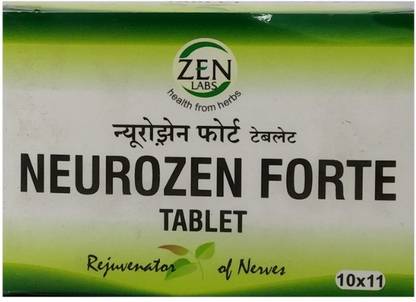 ZEN
LABS
health from herbs
न्यूरोझेन फोर्ट टेबलेट
NEUROZEN FORTE
TABLET
Rejuvenator of Nerves
10x11